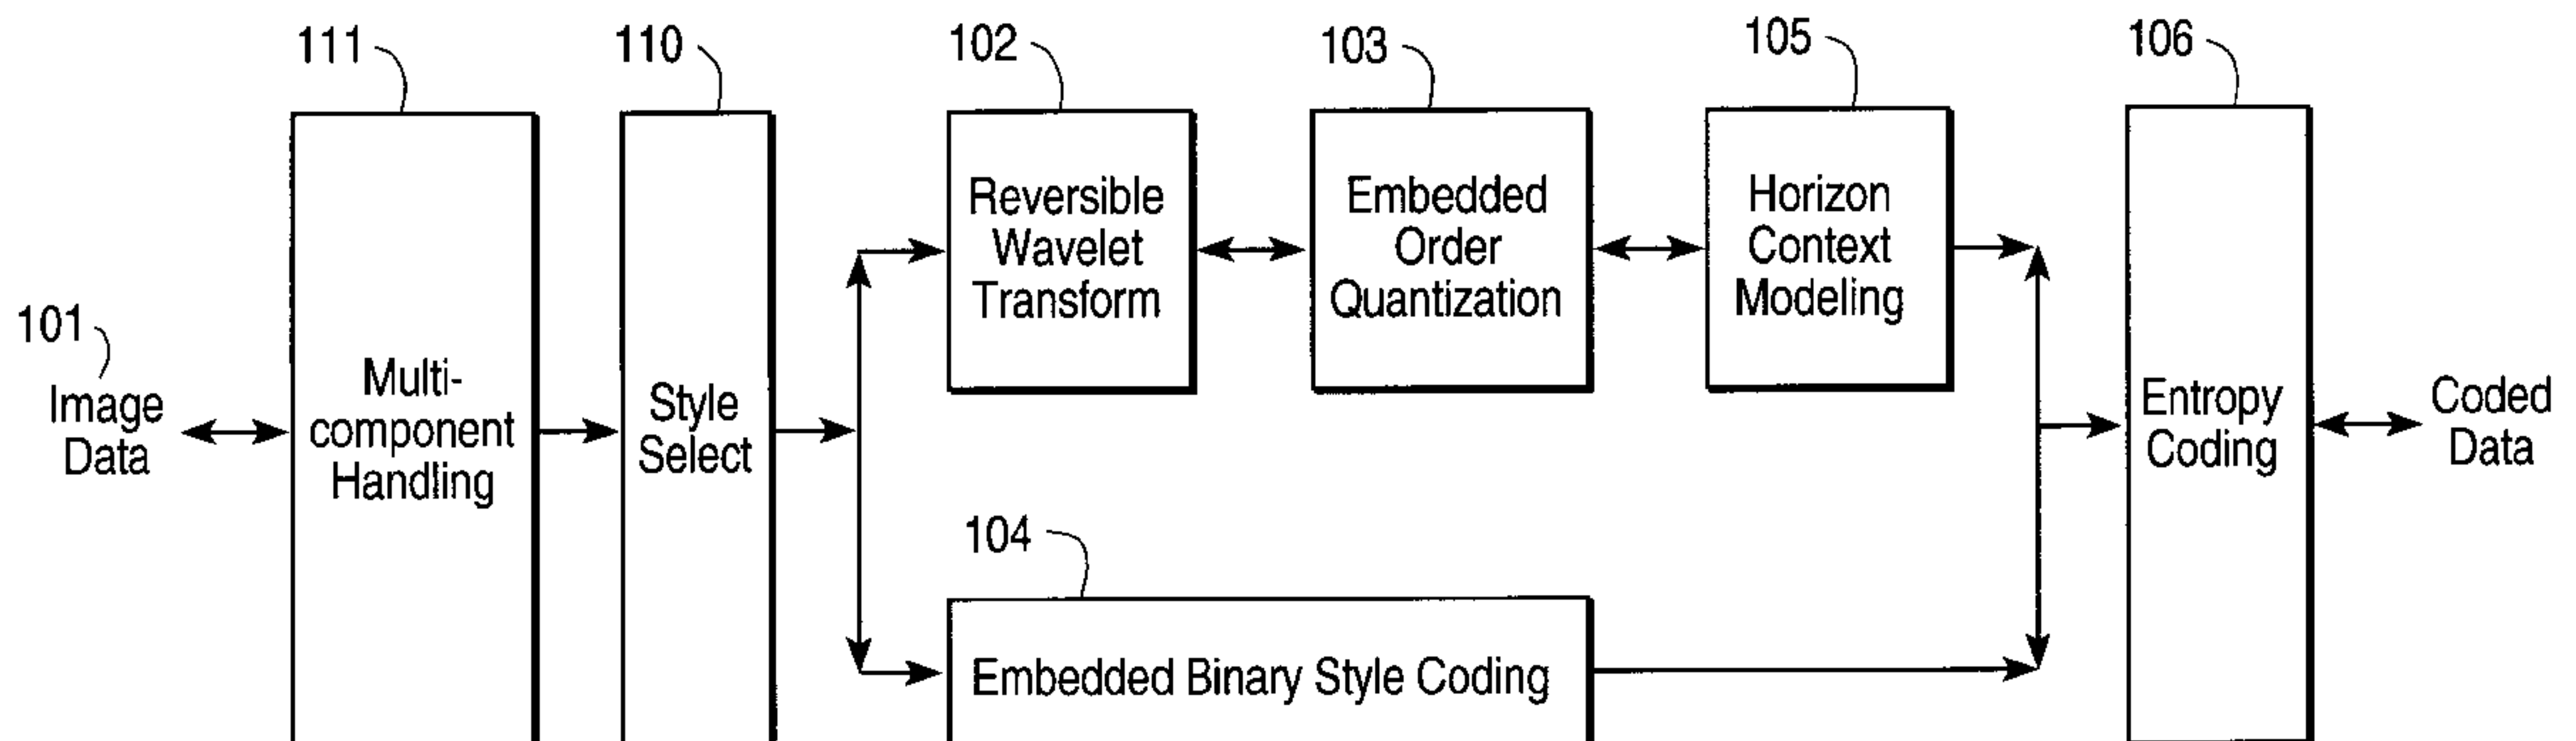 111
110
102
103
105
106
101
Image
Data
Multi-
component
Handling
Style
Select
Reversible
Wavelet
Transform
Embedded
Order
Quantization
Horizon
Context
Modeling
104
Embedded Binary Style Coding
Entropy
Coding
Coded
Data